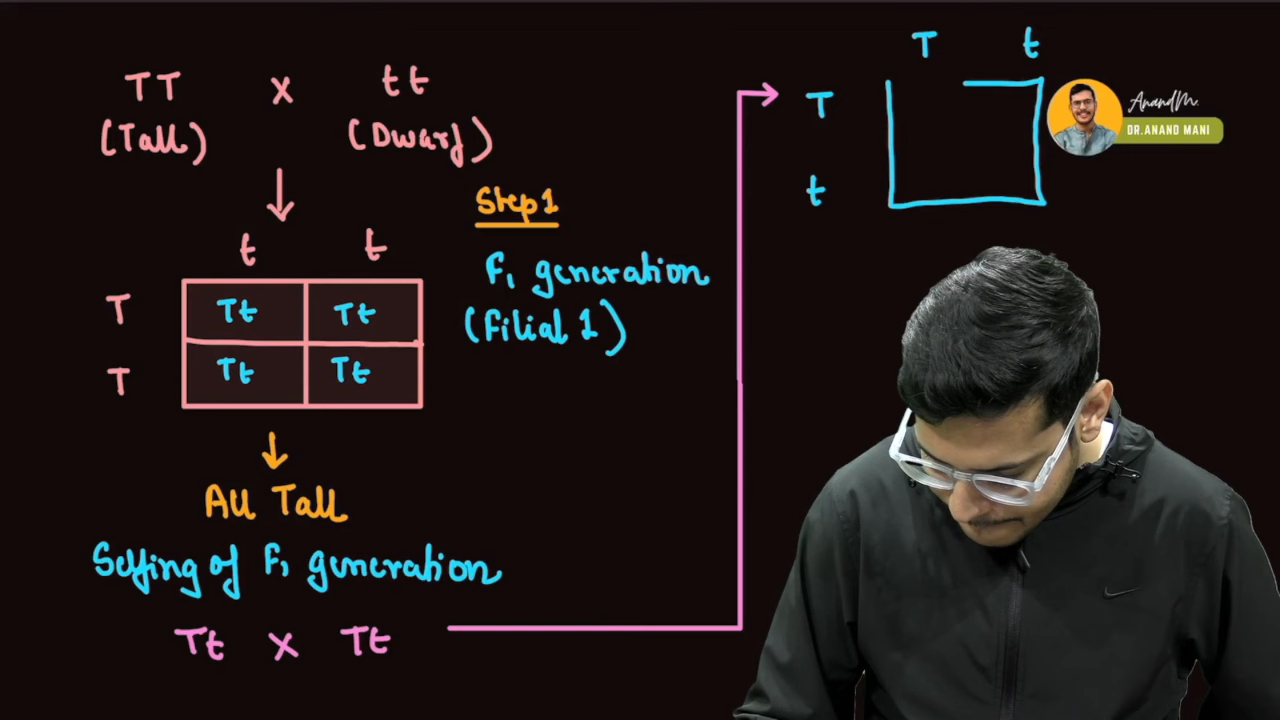 TT x tt
(Tall) (Dwarf)
t t
T Tt Tt
T Tt Tt
Step 1
F₁ generation
(Filial 1)
All Tall
Selfing of F₁ generation
Tt x Tt
T t
T
t
AnandM.
DR.ANAND MANI